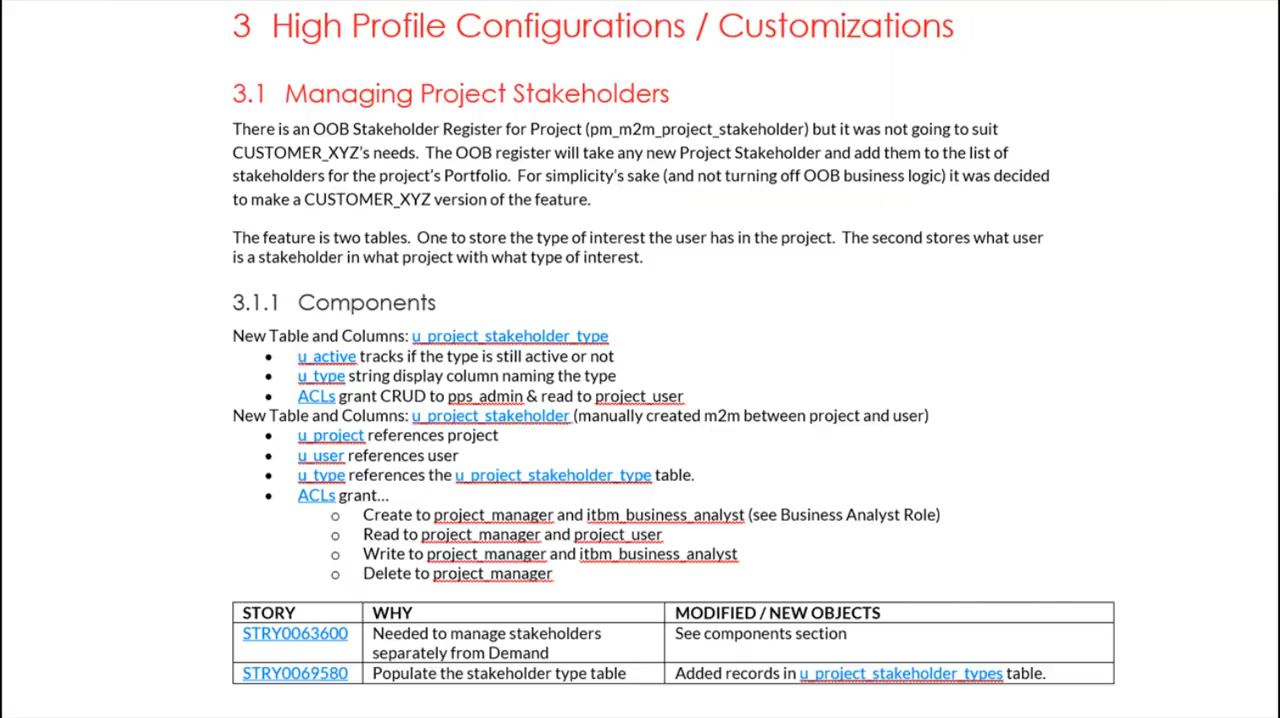 3 High Profile Configurations / Customizations
3.1 Managing Project Stakeholders
There is an OOB Stakeholder Register for Project (pm_m2m_project_stakeholder) but it was not going to suit
CUSTOMER_XYZ's needs. The OOB register will take any new Project Stakeholder and add them to the list of
stakeholders for the project's Portfolio. For simplicity's sake (and not turning off OOB business logic) it was decided
to make a CUSTOMER_XYZ version of the feature.
The feature is two tables. One to store the type of interest the user has in the project. The second stores what user
is a stakeholder in what project with what type of interest.
3.1.1 Components
New Table and Columns: u_project_stakeholder_type
• u_active tracks if the type is still active or not
• u_type string display column naming the type
• ACLs grant CRUD to pps_admin & read to project_user
New Table and Columns: u_project_stakeholder (manually created m2m between project and user)
• u_project references project
• u_user references user
• u_type references the u_project_stakeholder_type table.
• ACLs grant...
o Create to project_manager and itbm_business_analyst (see Business Analyst Role)
o Read to project_manager and project_user
o Write to project_manager and itbm_business_analyst
o Delete to project_manager
STORY WHY MODIFIED / NEW OBJECTS
STRY0063600 Needed to manage stakeholders See components section
separately from Demand
STRY0069580 Populate the stakeholder type table Added records in u_project_stakeholder_types table.